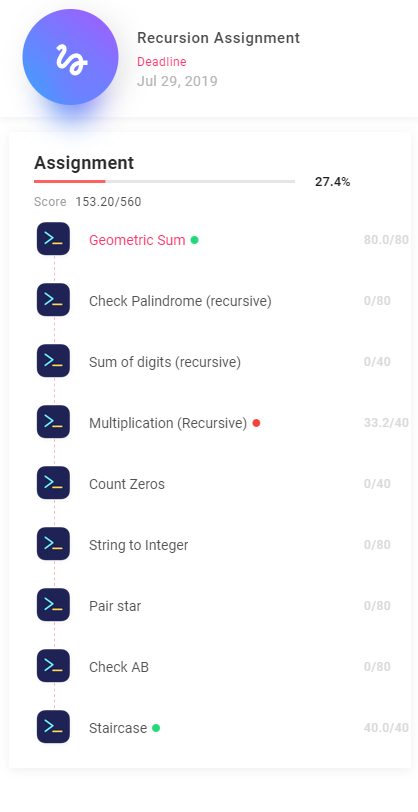 Recursion Assignment
Deadline
Jul 29, 2019
Assignment
27.4%
Score 153.20/560
Geometric Sum 80.0/80
Check Palindrome (recursive) 0/80
Sum of digits (recursive) 0/40
Multiplication (Recursive) 33.2/40
Count Zeros 0/40
String to Integer 0/80
Pair star 0/80
Check AB 0/80
Staircase 40.0/40